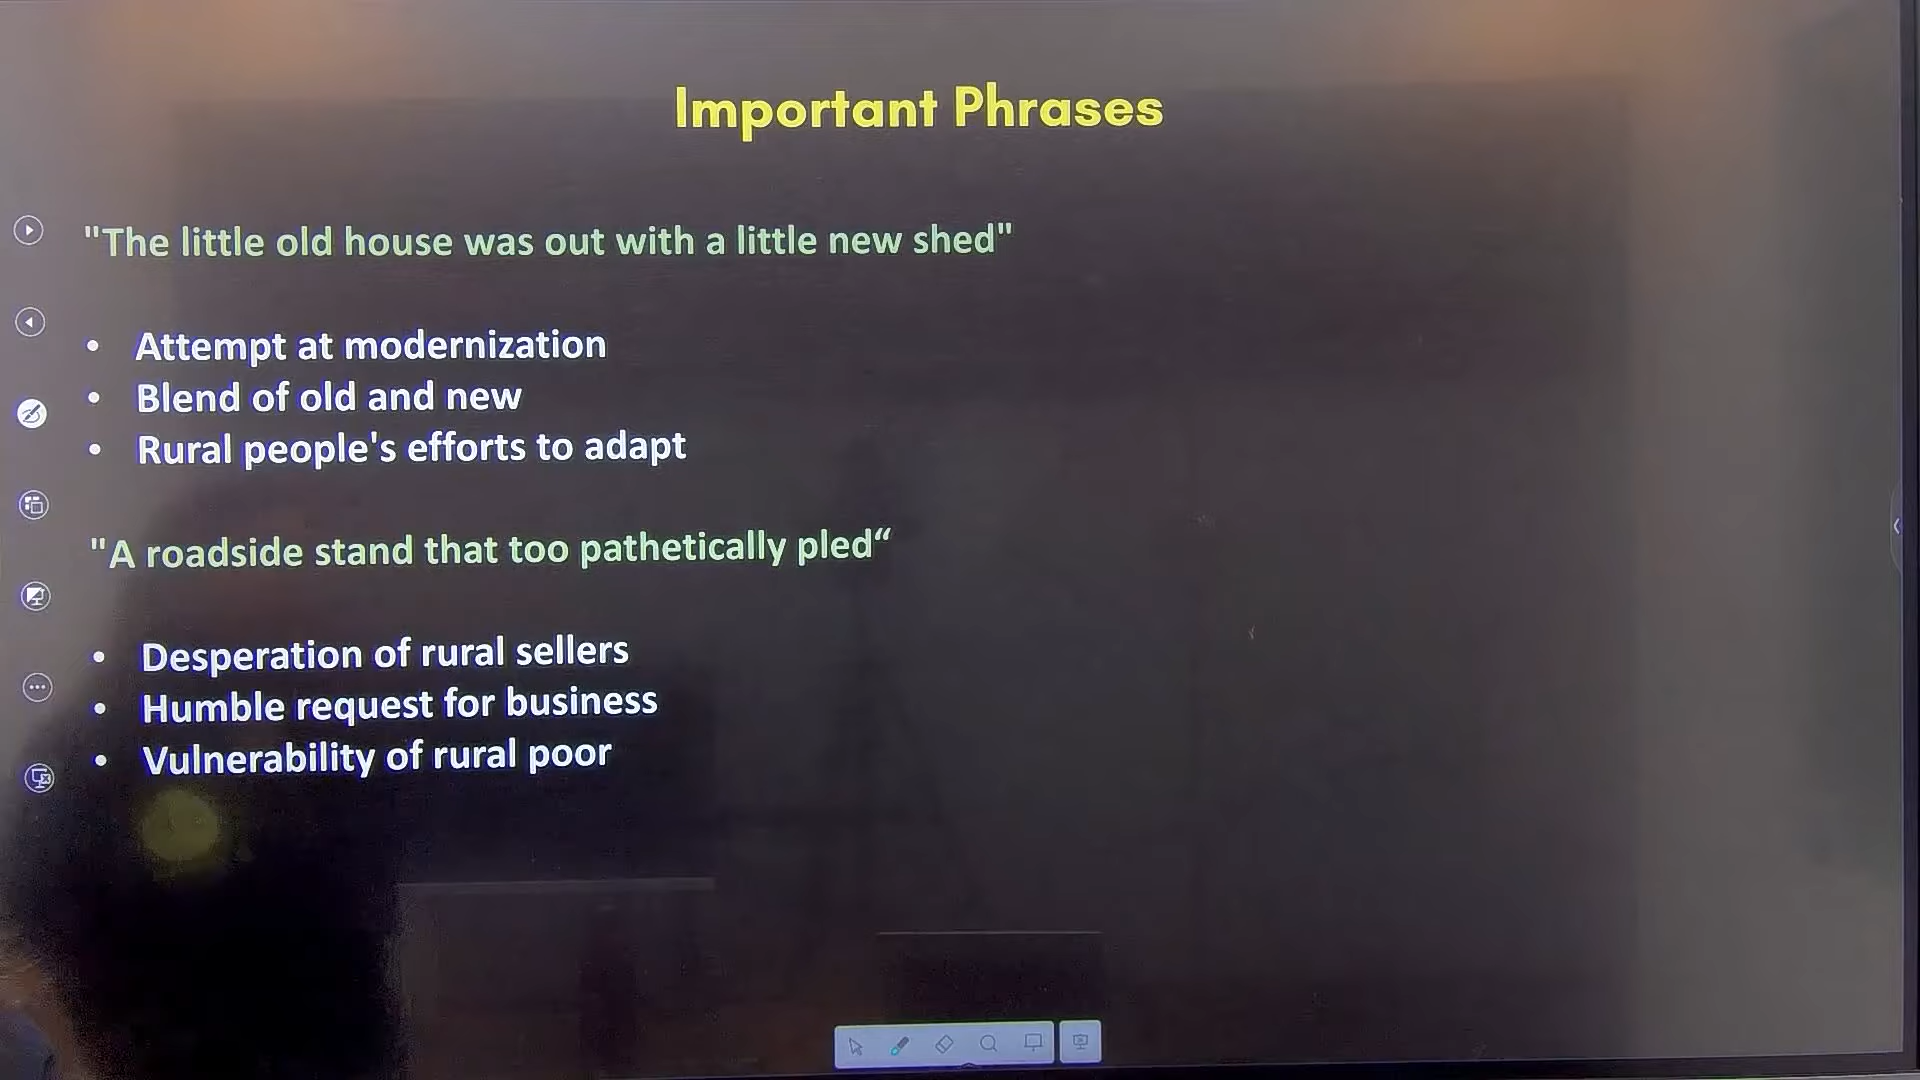 Important Phrases
"The little old house was out with a little new shed"
• Attempt at modernization
• Blend of old and new
• Rural people's efforts to adapt
"A roadside stand that too pathetically pled“
• Desperation of rural sellers
• Humble request for business
• Vulnerability of rural poor